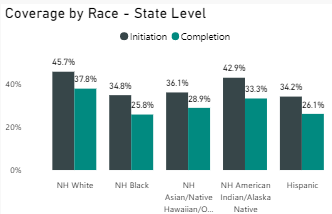 Coverage by Race - State Level
Initiation Completion
45.7%
37.8%
34.8%
25.8%
36.1%
28.9%
42.9%
33.3%
34.2%
26.1%
40%
20%
0%
NH White
NH Black
NH
Asian/Native
Hawaiian/O...
NH American
Indian/Alaska
Native
Hispanic